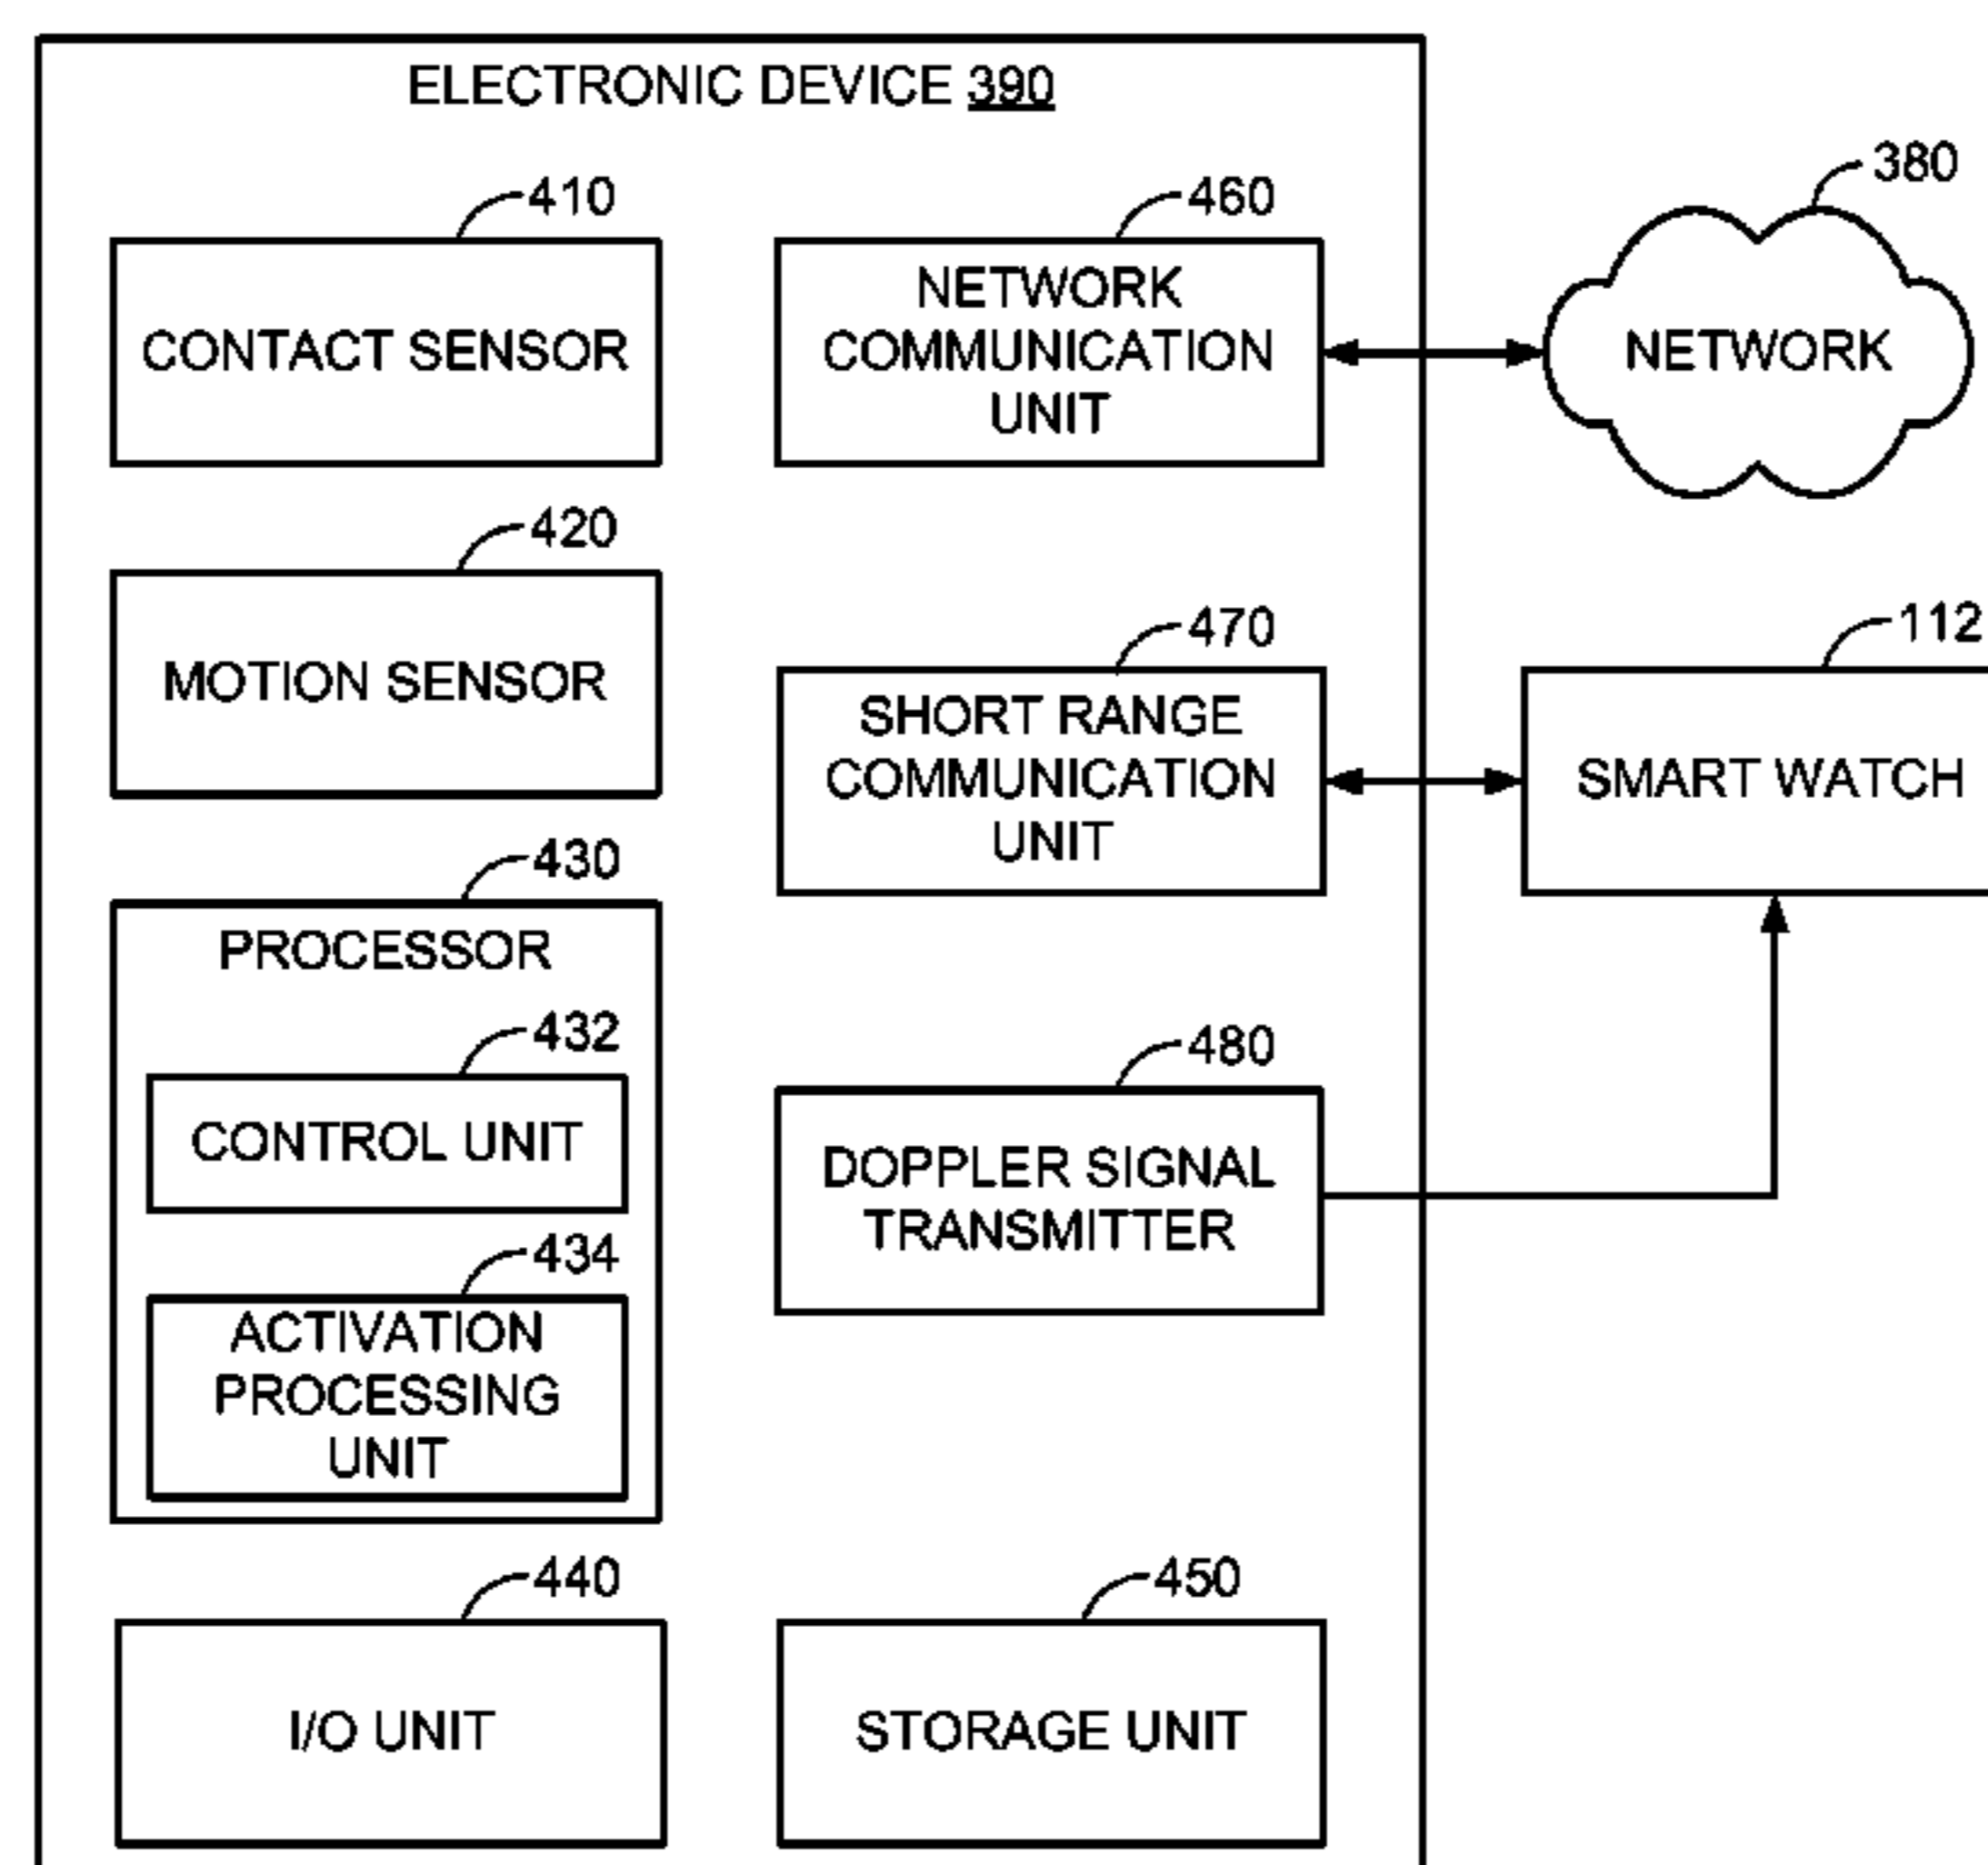 ELECTRONIC DEVICE 390
410
CONTACT SENSOR
460
NETWORK
COMMUNICATION
UNIT
380
NETWORK
420
MOTION SENSOR
470
SHORT RANGE
COMMUNICATION
UNIT
112
SMART WATCH
430
PROCESSOR
432
CONTROL UNIT
434
ACTIVATION
PROCESSING
UNIT
480
DOPPLER SIGNAL
TRANSMITTER
440
I/O UNIT
450
STORAGE UNIT